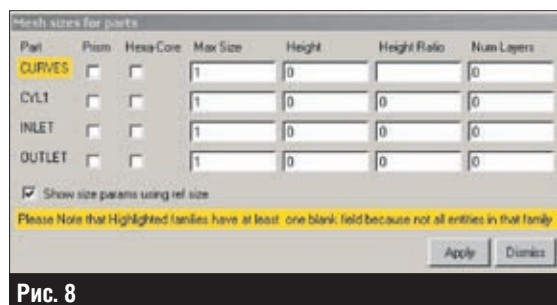 Mesh sizes for parts
Part Prism Hexa-Core Max Size Height Height Ratio Num Layers
CURVES 1 0 0
CYL1 1 0 0 0
INLET 1 0 0 0
OUTLET 1 0 0 0
Show size params using ref size
Please Note that Highlighted families have at least one blank field because not all entities in that family
Apply Dismiss
Рис. 8